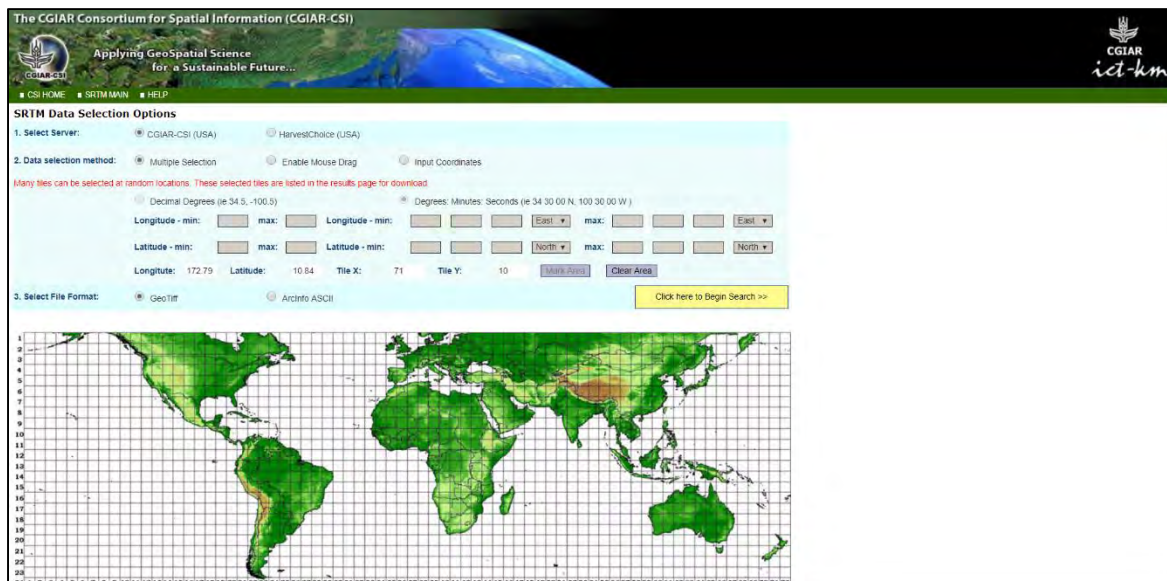 The CGIAR Consortium for Spatial Information (CGIAR-CSI)
Applying GeoSpatial Science
for a Sustainable Future...
CGIAR-CSI
CGIAR
ict-km
CSI HOME SRTM MAIN HELP
SRTM Data Selection Options
1. Select Server: CGIAR-CSI (USA) HarvestChoice (USA)
2. Data selection method: Multiple Selection Enable Mouse Drag Input Coordinates
Many tiles can be selected at random locations. These selected tiles are listed in the results page for download
Decimal Degrees (ie 34.5, -100.5) Degrees: Minutes: Seconds (ie 34 30 00 N, 100 30 00 W )
Longitude - min: max: Longitude - min: East max: East
Latitude - min: max: Latitude - min: North max: North
Longitute: 172.79 Latitude: 10.84 Tile X: 71 Tile Y: 10 Mark Area Clear Area
3. Select File Format: GeoTiff ArcInfo ASCII Click here to Begin Search >>
1
2
3
4
5
6
7
8
9
10
11
12
13
14
15
16
17
18
19
20
21
22
23